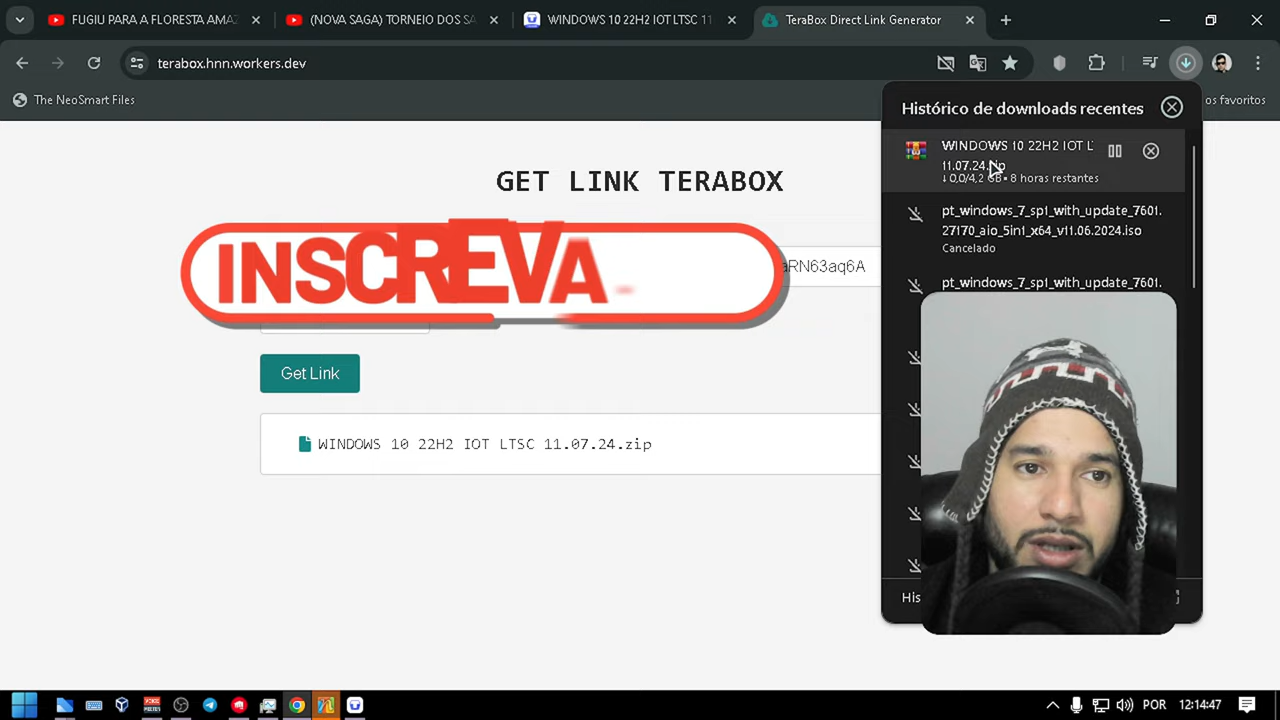 FUGIU PARA A FLORESTA AMAZ
(NOVA SAGA) TORNEIO DOS SA
WINDOWS 10 22H2 IOT LTSC 11
TeraBox Direct Link Generator
terabox.hnn.workers.dev
The NeoSmart Files
os favoritos
Histórico de downloads recentes
WINDOWS 10 22H2 IOT L
11.07.24.zip
↓ 0,0/4,2 GB • 8 horas restantes
pt_windows_7_sp1_with_update_7601.
27170_aio_5in1_x64_v11.06.2024.iso
Cancelado
pt_windows_7_sp1_with_update_7601.
His
GET LINK TERABOX
INSCREVA-
aRN63aq6A
Get Link
WINDOWS 10 22H2 IOT LTSC 11.07.24.zip
POR
12:14:47